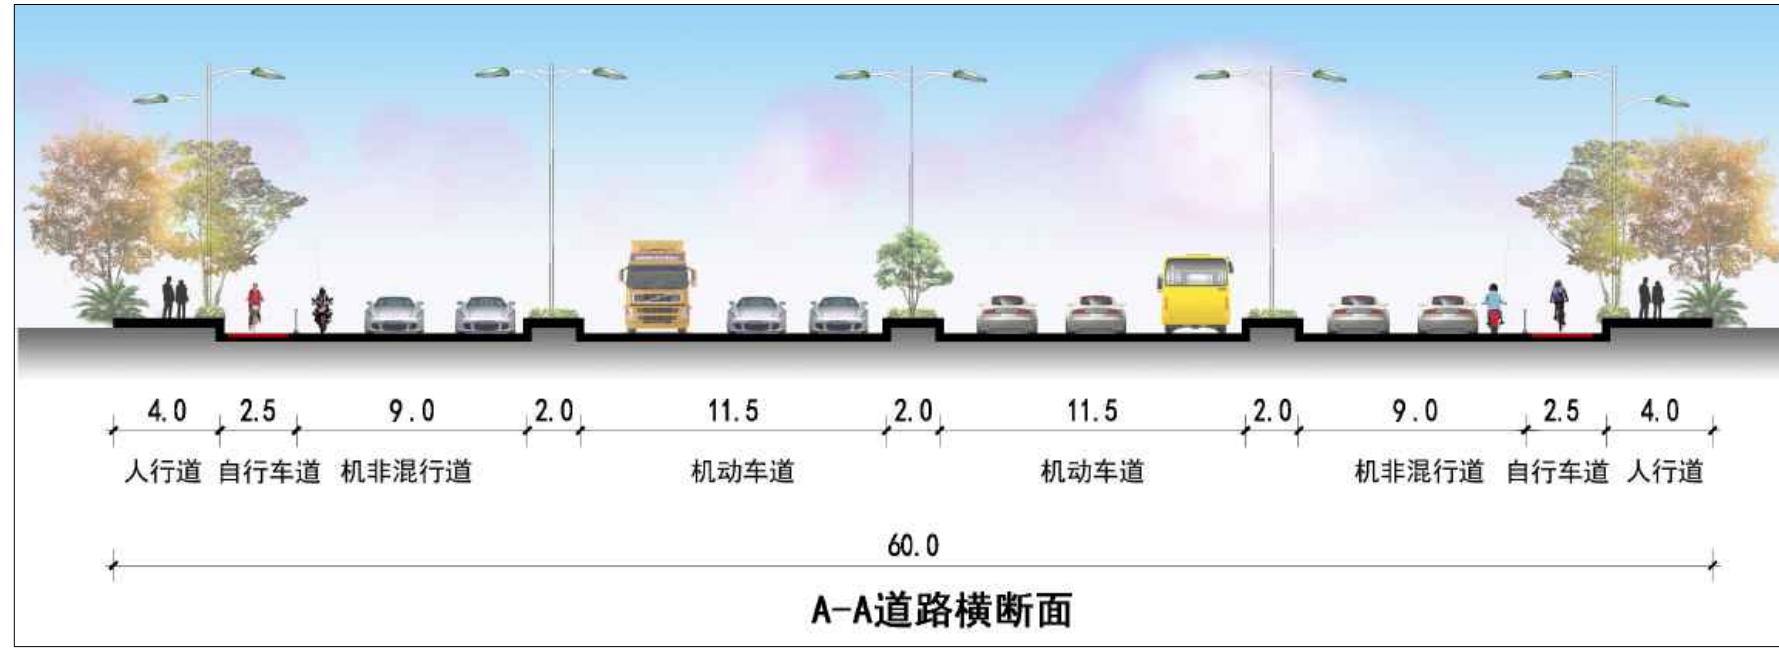 4.0 2.5 9.0 2.0 11.5 2.0 11.5 2.0 9.0 2.5 4.0
人行道 自行车道 机非混行道 机动车道 机动车道 机非混行道 自行车道 人行道
60.0
A-A道路横断面